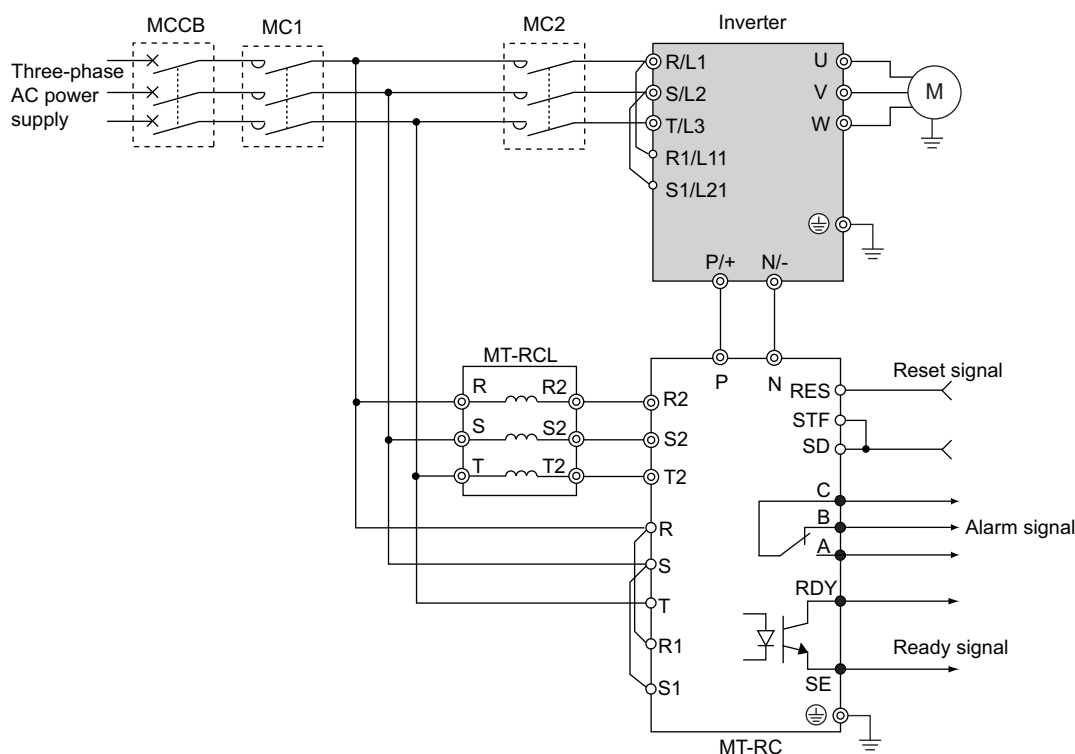 MCCB
MC1
MC2
Inverter
Three-phase
AC power
supply
R/L1
S/L2
T/L3
R1/L11
S1/L21
U
V
W
M
P/+
N/-
MT-RCL
R
R2
S
S2
T
T2
R2
S2
T2
R
S
T
R1
S1
P
N
RES
Reset signal
STF
SD
C
B
Alarm signal
A
RDY
Ready signal
SE
MT-RC